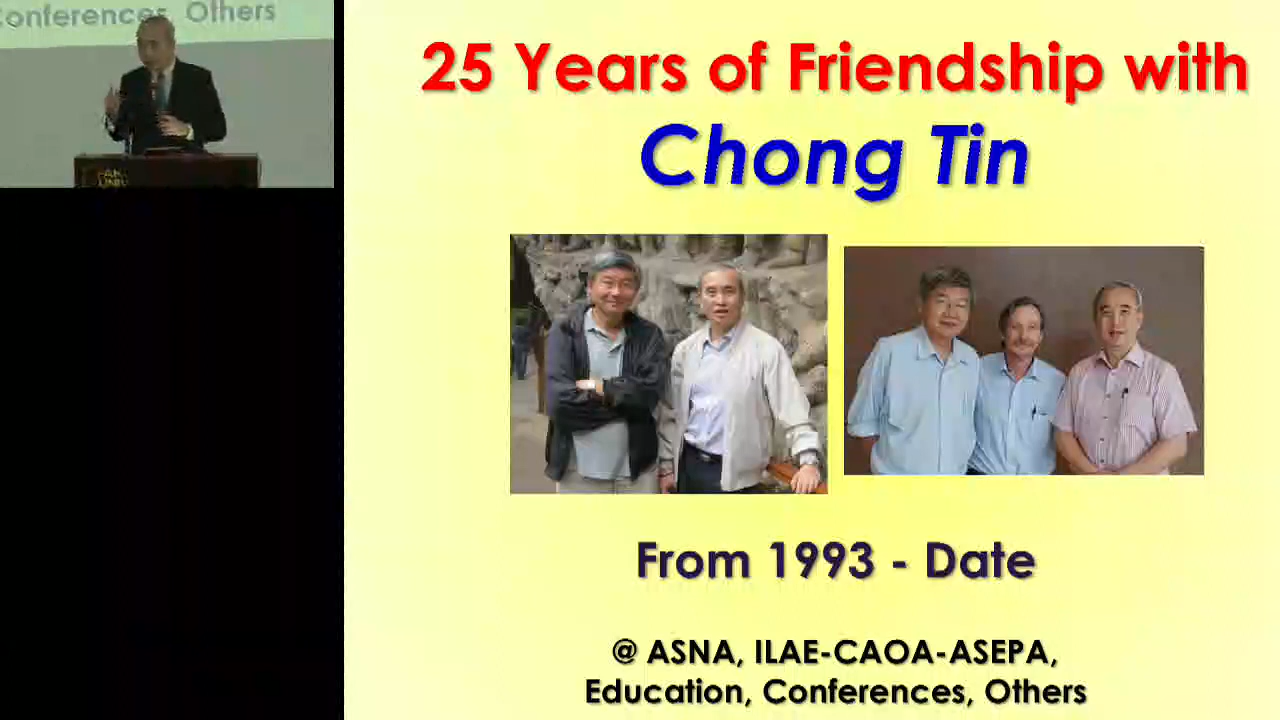 Conferences, Others
25 Years of Friendship with
Chong Tin
From 1993 - Date
@ ASNA, ILAE-CAOA-ASEPA,
Education, Conferences, Others